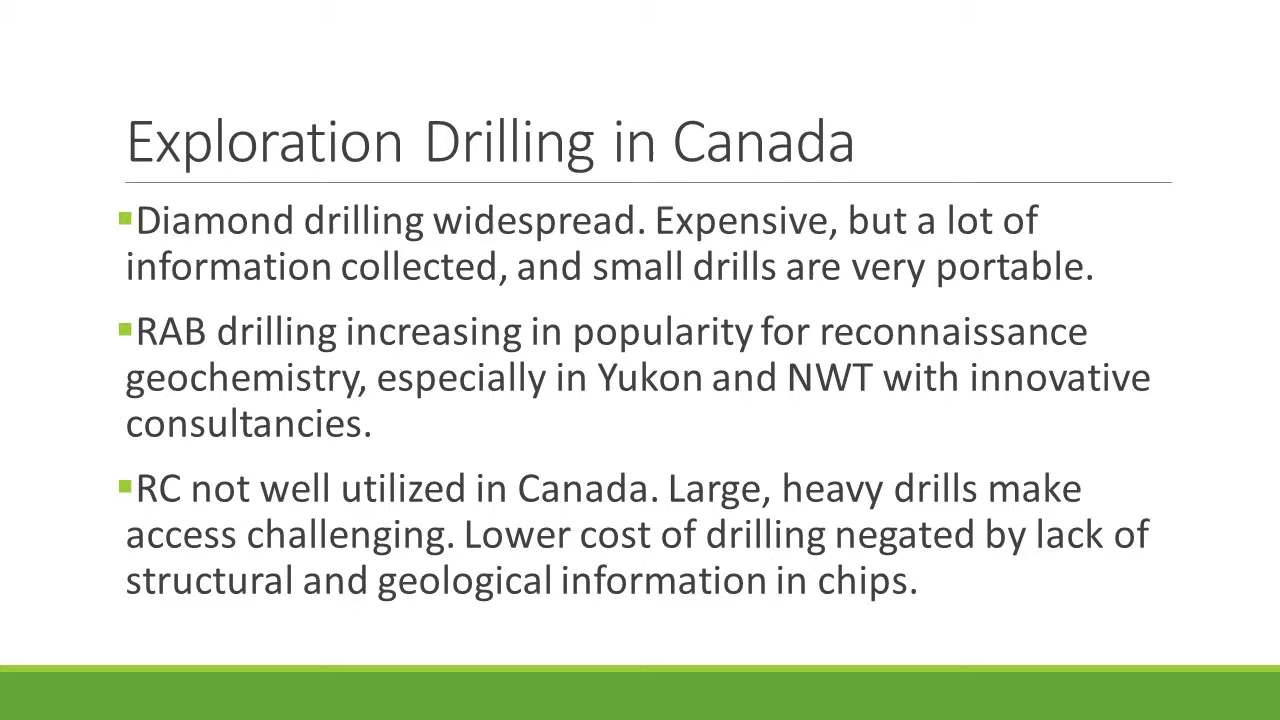 Exploration Drilling in Canada
▪Diamond drilling widespread. Expensive, but a lot of
information collected, and small drills are very portable.
▪RAB drilling increasing in popularity for reconnaissance
geochemistry, especially in Yukon and NWT with innovative
consultancies.
▪RC not well utilized in Canada. Large, heavy drills make
access challenging. Lower cost of drilling negated by lack of
structural and geological information in chips.